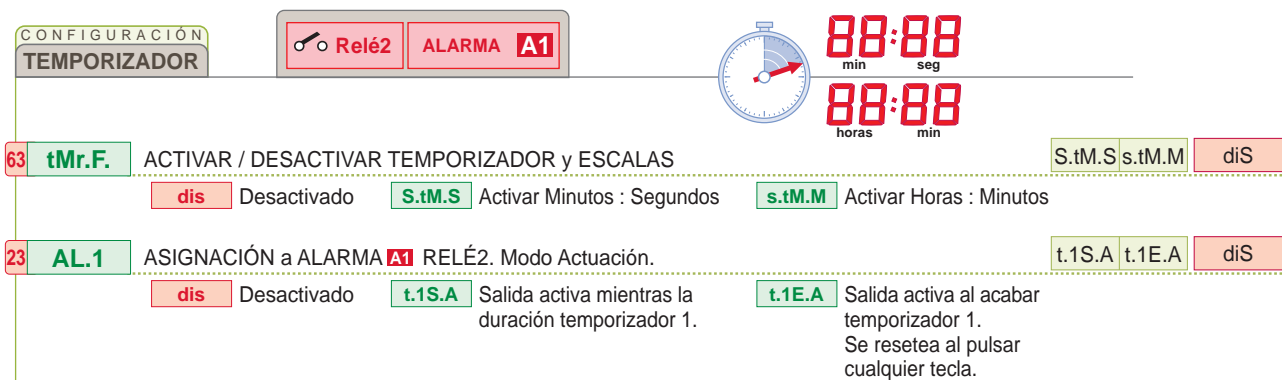 CONFIGURACIÓN
TEMPORIZADOR
Relé2 ALARMA A1
88:88
min seg
88:88
horas min
63 tMr.F. ACTIVAR / DESACTIVAR TEMPORIZADOR y ESCALAS S.tM.S s.tM.M diS
dis Desactivado S.tM.S Activar Minutos : Segundos s.tM.M Activar Horas : Minutos
23 AL.1 ASIGNACIÓN a ALARMA A1 RELÉ2. Modo Actuación. t.1S.A t.1E.A diS
dis Desactivado t.1S.A Salida activa mientras la t.1E.A Salida activa al acabar
duración temporizador 1. temporizador 1.
Se resetea al pulsar
cualquier tecla.